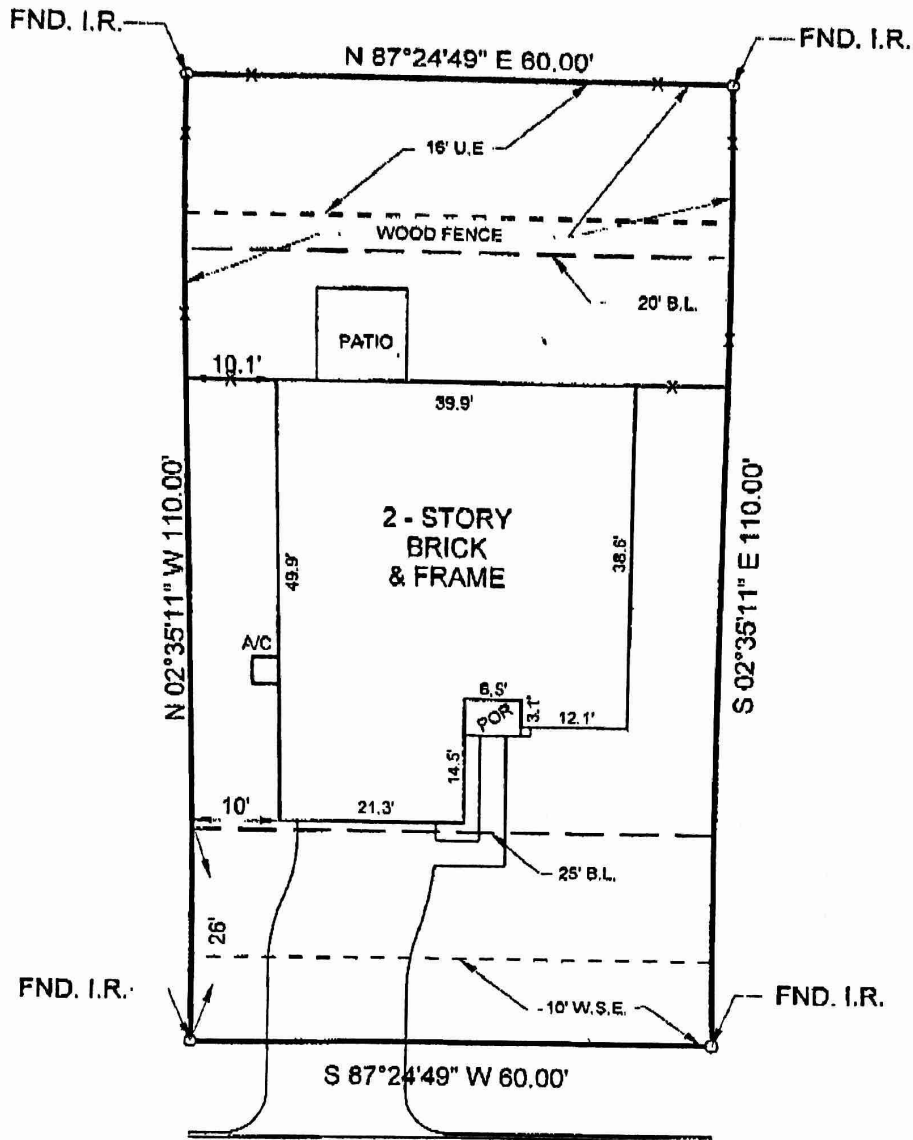 FND. I.R.
FND. I.R.
N 87°24'49" E 60.00'
16' U.E
WOOD FENCE
20' B.L.
PATIO
10.1'
39.9'
N 02°35'11" W 110.00'
2 - STORY
BRICK
& FRAME
49.9'
38.6'
S 02°35'11" E 110.00'
A/C
6.5'
POR
3.1'
12.1'
14.5'
10'
21.3'
25' B.L.
26'
10' W.S.E.
FND. I.R.
FND. I.R.
S 87°24'49" W 60.00'